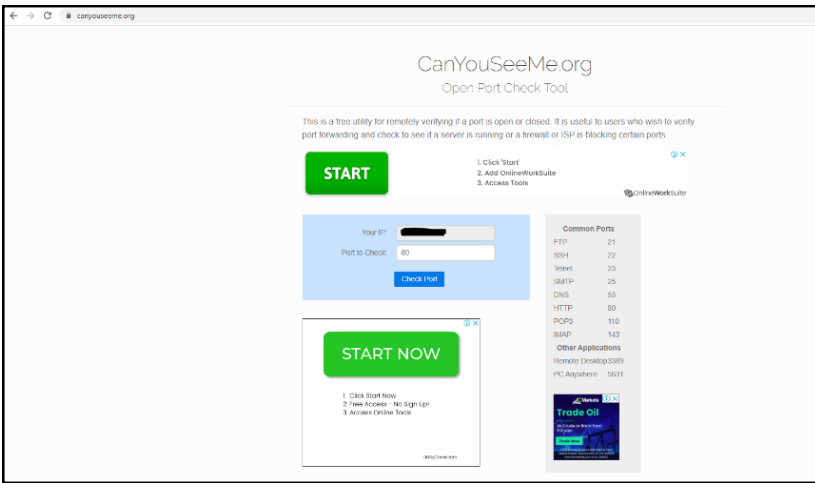 canyouseeme.org
CanYouSeeMe.org
Open Port Check Tool
This is a free utility for remotely verifying if a port is open or closed. It is useful to users who wish to verify
port forwarding and check to see if a server is running or a firewall or ISP is blocking certain ports.
START
1. Click 'Start'
2. Add OnlineWorkSuite
3. Access Tools
OnlineWorkSuite
Your IP:
Port to Check: 80
Check Port
Common Ports
FTP 21
SSH 22
Telnet 23
SMTP 25
DNS 53
HTTP 80
POP3 110
IMAP 143
Other Applications
Remote Desktop 3389
PC Anywhere 5631
START NOW
1. Click Start Now
2. Free Access - No Sign Up!
3. Access Online Tools
Markets
Trade Oil
Trade Now